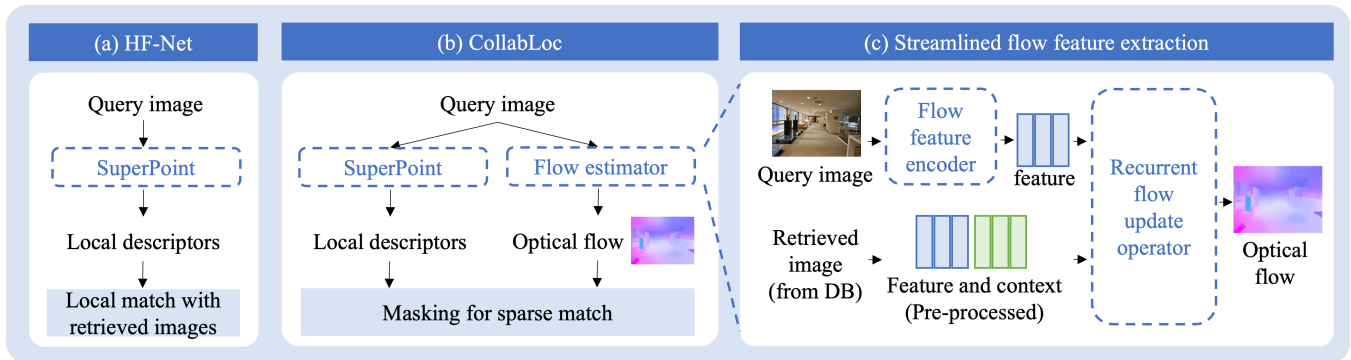 (a) HF-Net
Query image
SuperPoint
Local descriptors
Local match with
retrieved images
(b) CollabLoc
Query image
SuperPoint
Flow estimator
Local descriptors
Optical flow
Masking for sparse match
(c) Streamlined flow feature extraction
Query image
Flow
feature
encoder
feature
Retrieved
image
(from DB)
Feature and context
(Pre-processed)
Recurrent
flow
update
operator
Optical
flow